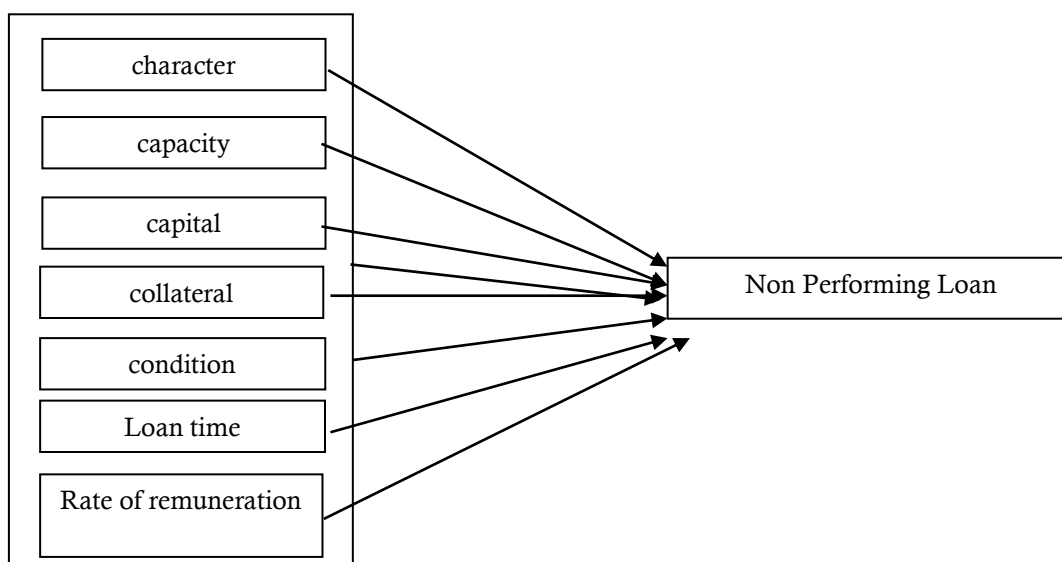 character
capacity
capital
collateral
condition
Loan time
Rate of remuneration
Non Performing Loan